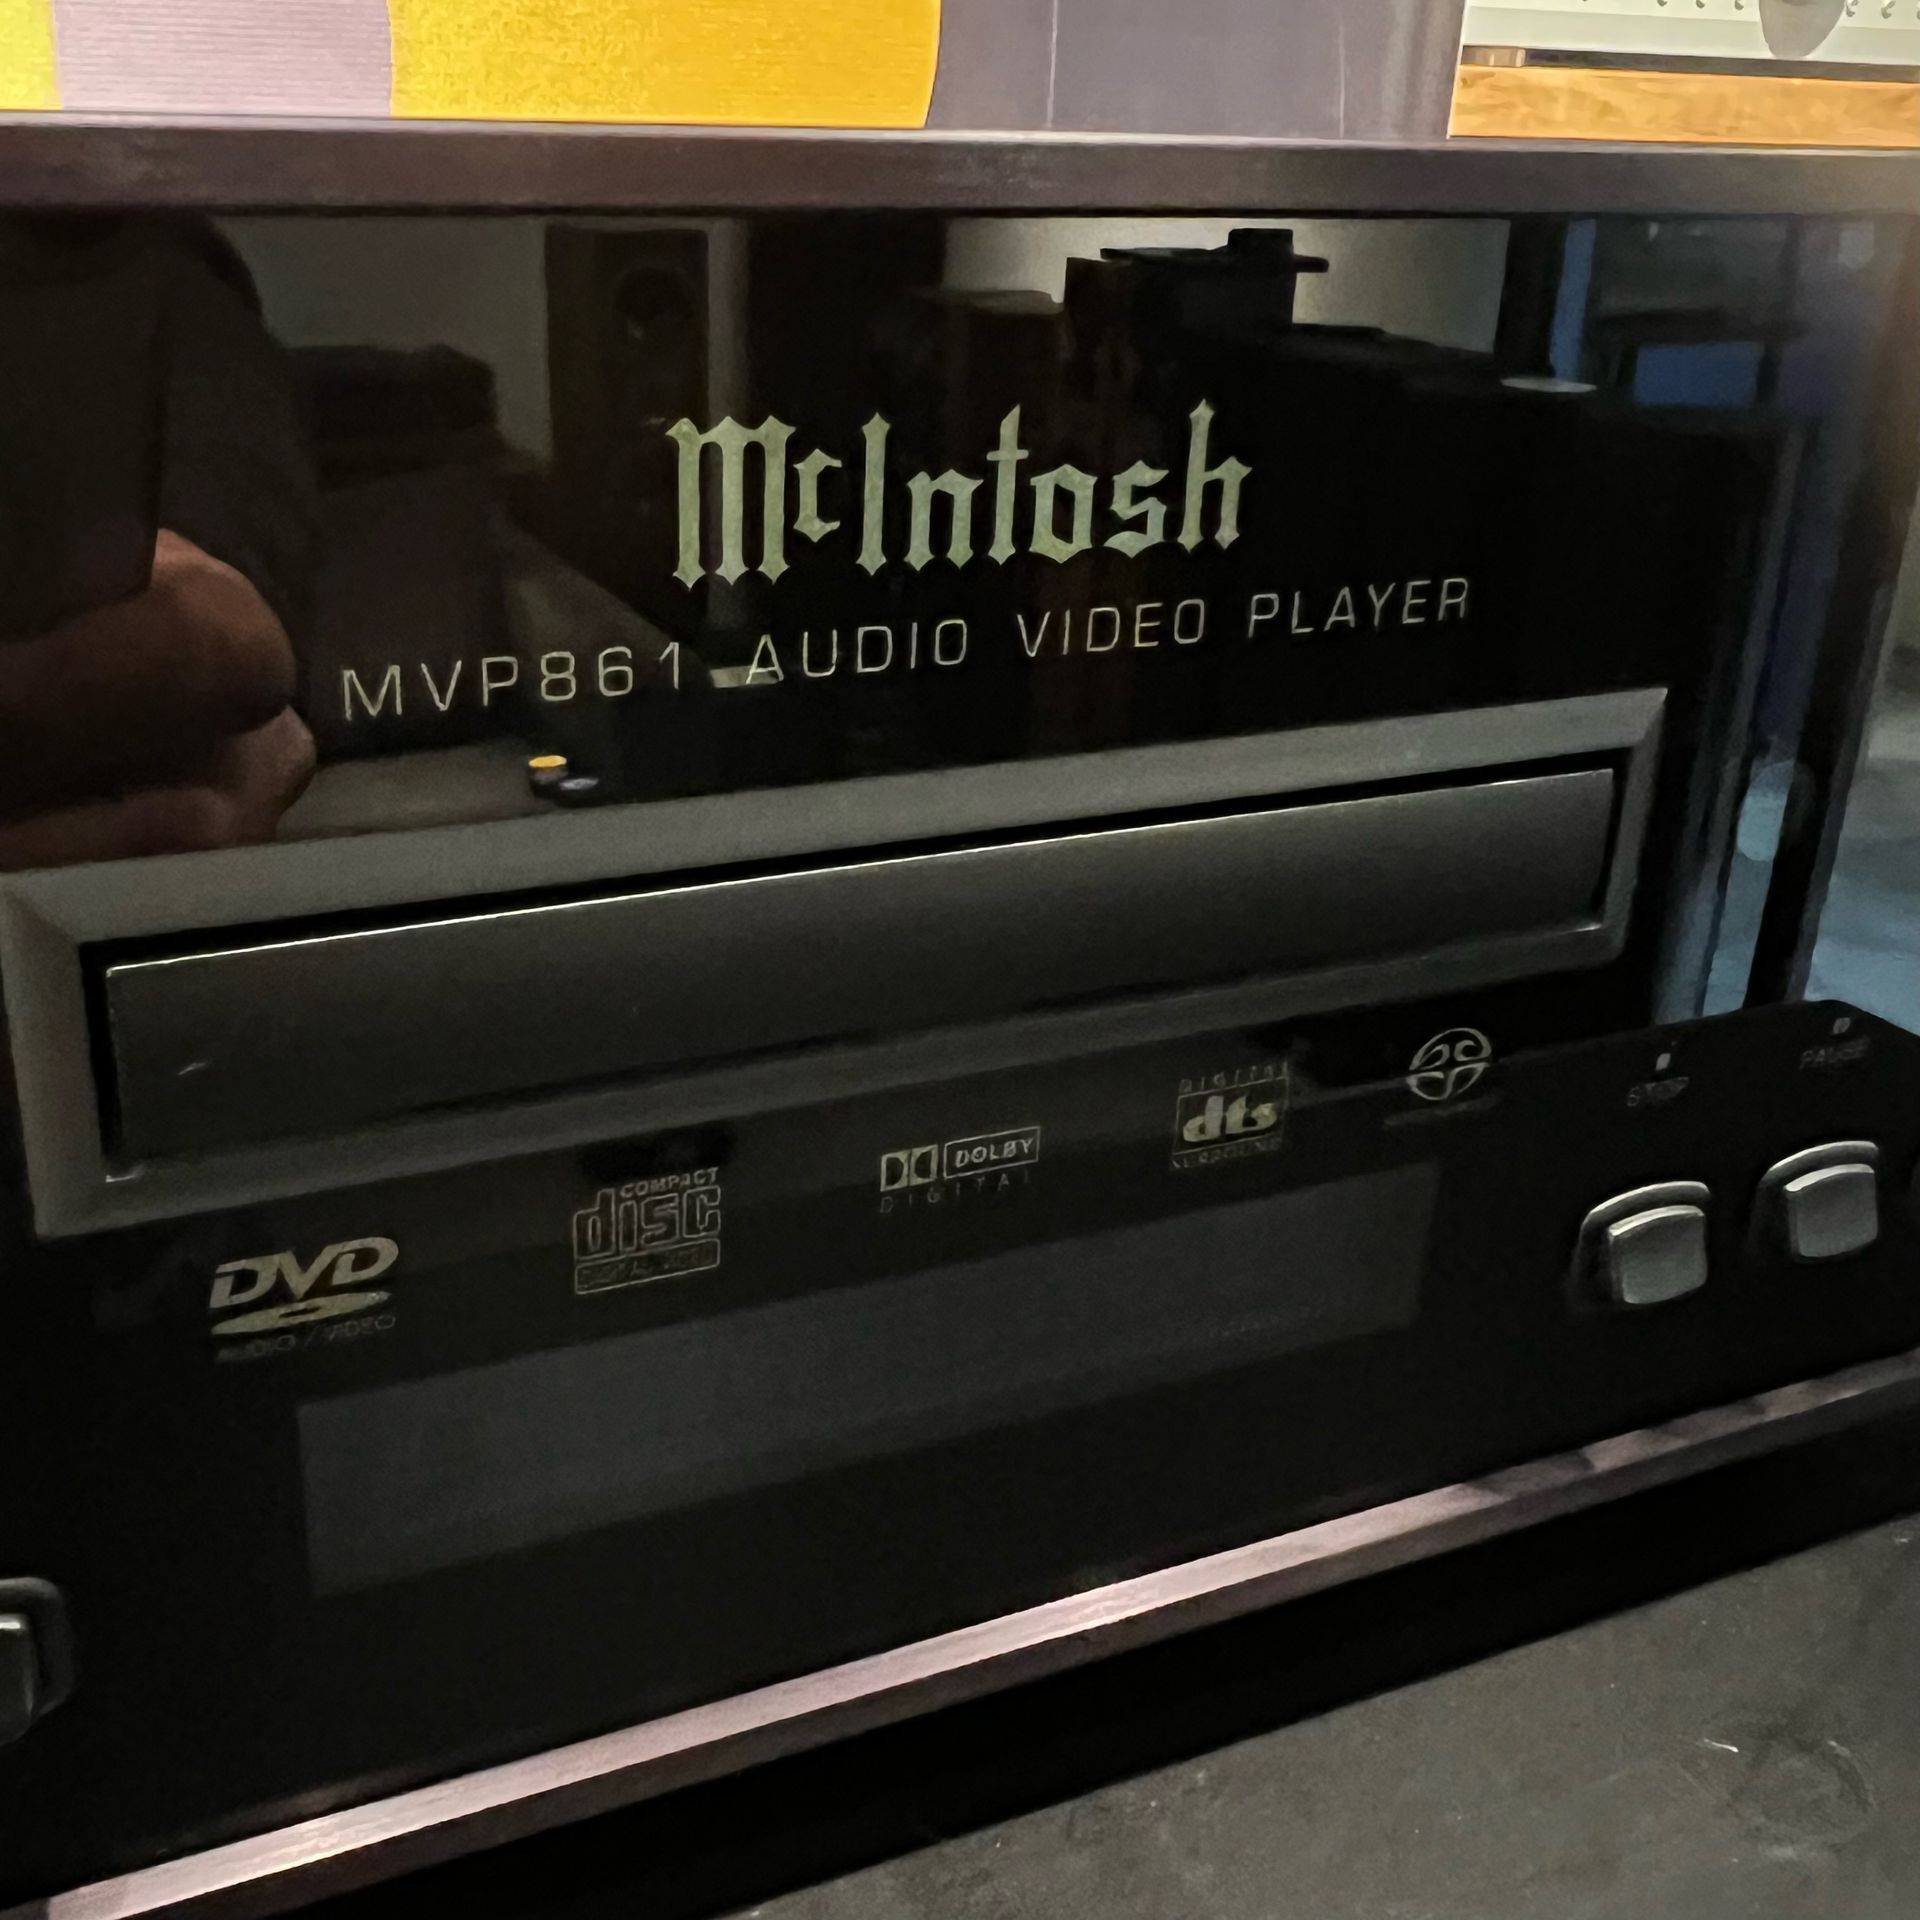 McIntosh
MVP861 AUDIO VIDEO PLAYER
DVD
AUDIO / VIDEO
COMPACT
disc
DIGITAL VIDEO
DOLBY
DIGITAL
DIGITAL
dts
SURROUND
STOP
PAUSE